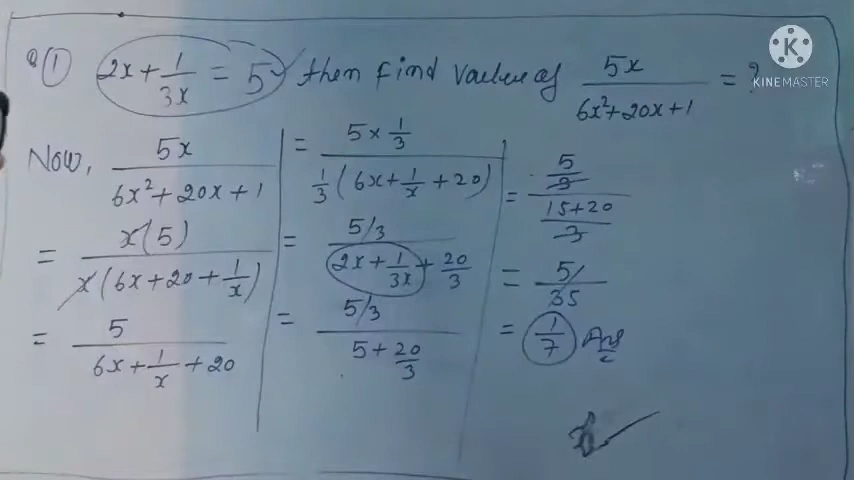 Q① 2x + 1/3x = 5 then find value of 5x/6x²+20x+1 = ?
KINEMASTER
Now, 5x/6x²+20x+1
= x(5)/x(6x+20+1/x)
= 5/6x+1/x+20
= 5×1/3/1/3(6x+1/x+20)
= 5/3/2x+1/3x+20/3
= 5/3/5+20/3
= 5/3/15+20/3
= 5/35
= 1/7 Ans